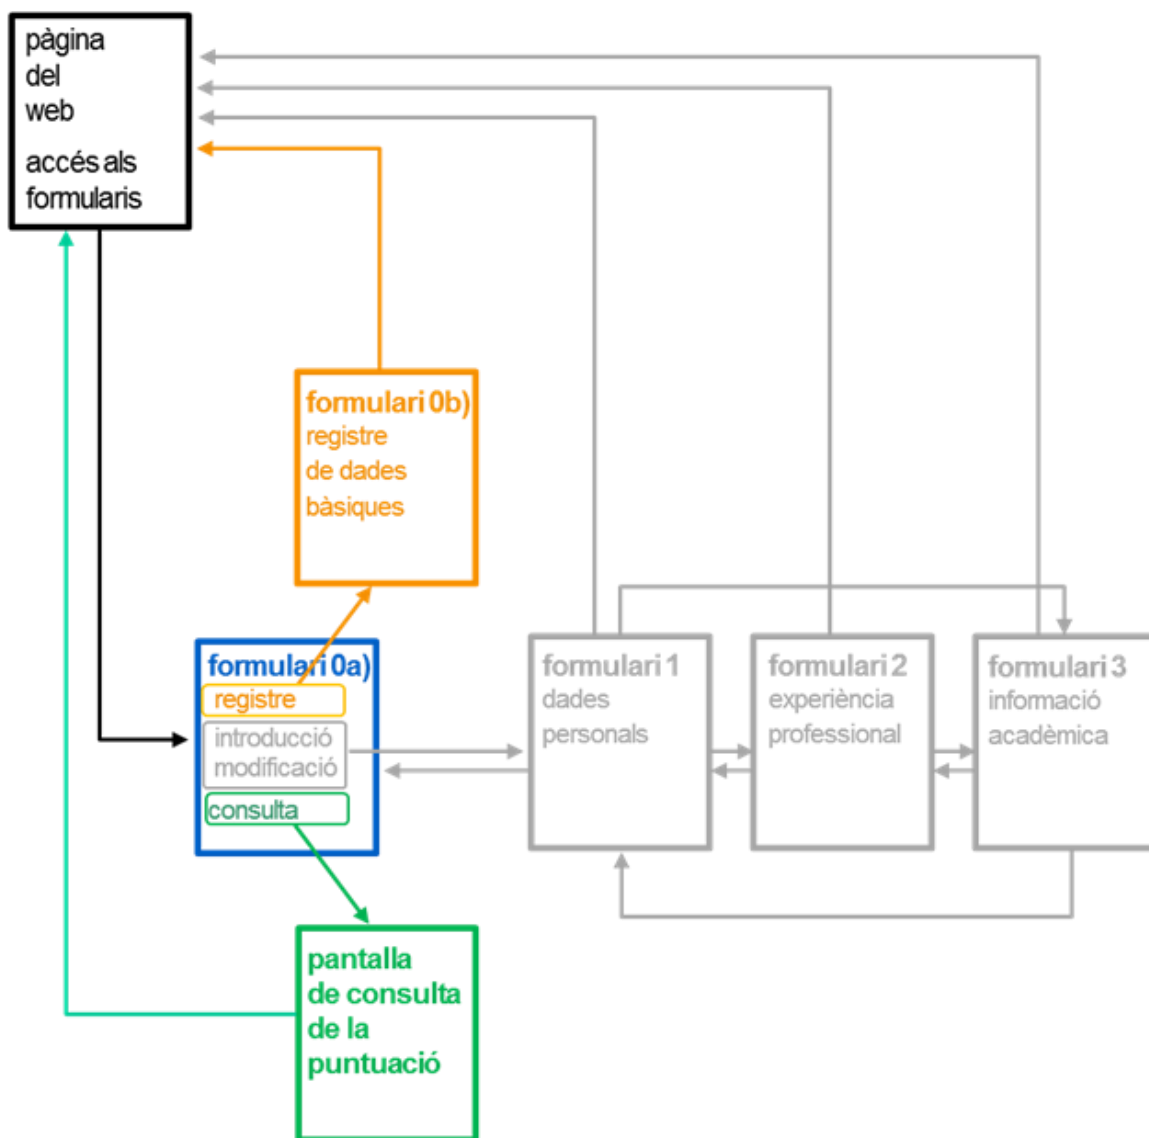 pàgina
del
web
accés als
formularis
formulari 0b)
registre
de dades
bàsiques
formulari 0a)
registre
introducció
modificació
consulta
formulari 1
dades
personals
formulari 2
experiència
professional
formulari 3
informació
acadèmica
pantalla
de consulta
de la
puntuació